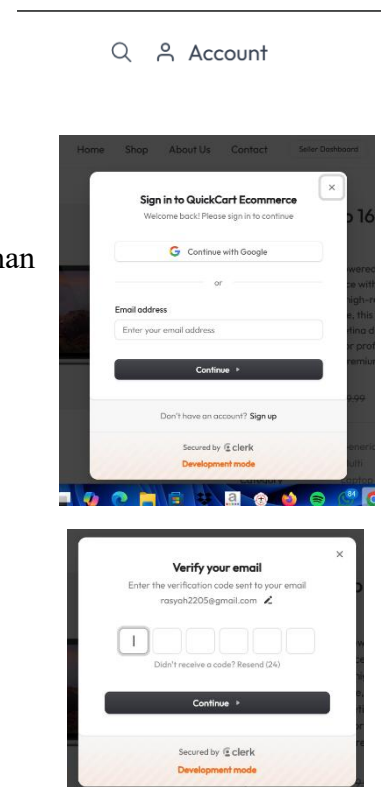 Account
Home Shop About Us Contact Seller Dashboard
Sign in to QuickCart Ecommerce
Welcome back! Please sign in to continue
Continue with Google
or
Email address
Enter your email address
Continue
Don't have an account? Sign up
Secured by clerk
Development mode
Verify your email
Enter the verification code sent to your email
rasyah2205@gmail.com
Didn't receive a code? Resend (24)
Continue
Secured by clerk
Development mode